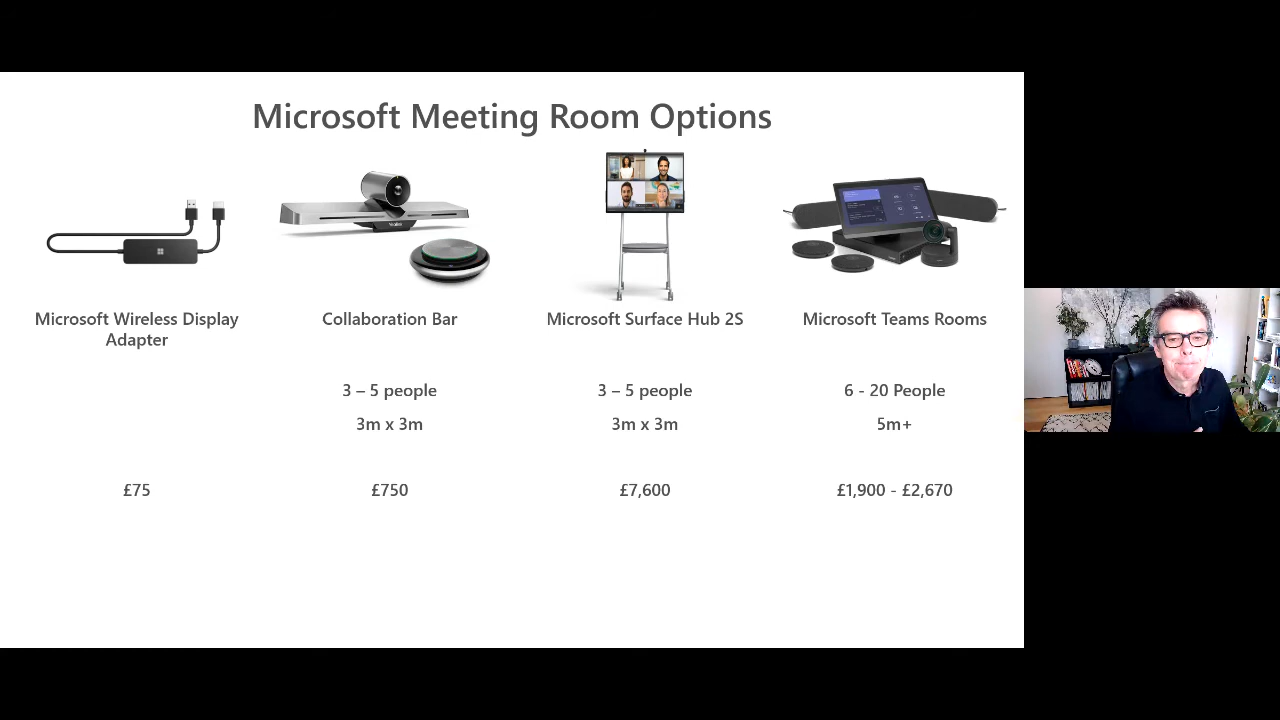 Microsoft Meeting Room Options
Microsoft Wireless Display
Adapter
Collaboration Bar
Microsoft Surface Hub 2S
Microsoft Teams Rooms
3 – 5 people
3 – 5 people
6 - 20 People
3m x 3m
3m x 3m
5m+
£75
£750
£7,600
£1,900 - £2,670